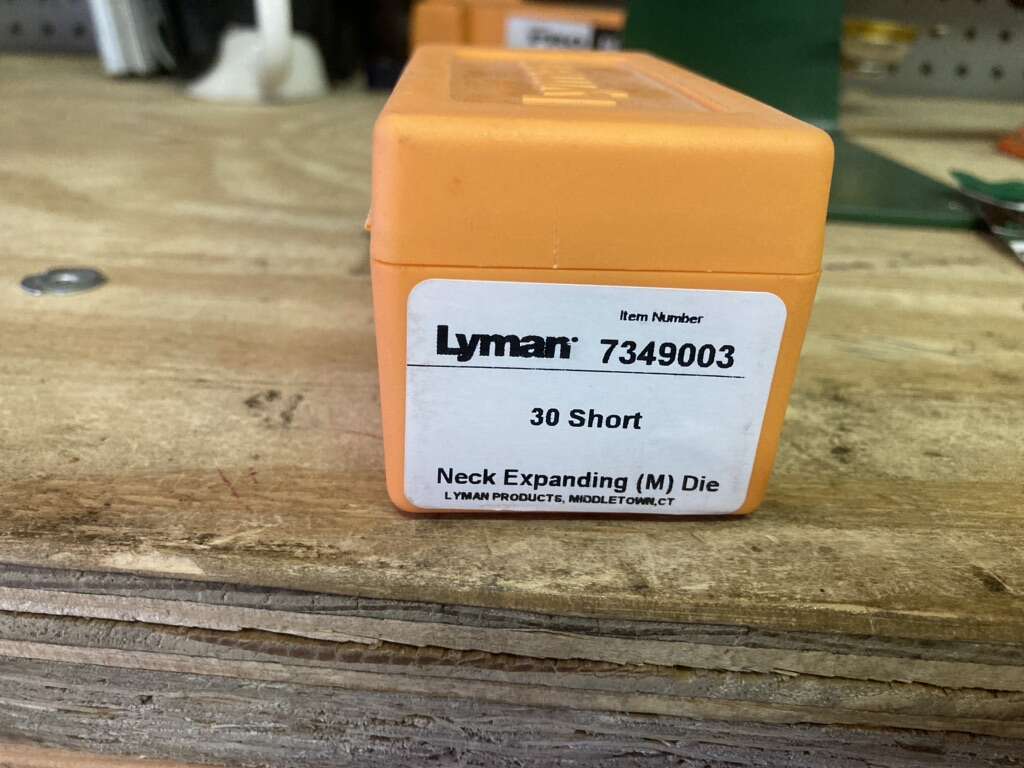 Item Number
Lyman 7349003
30 Short
Neck Expanding (M) Die
LYMAN PRODUCTS, MIDDLETOWN,CT